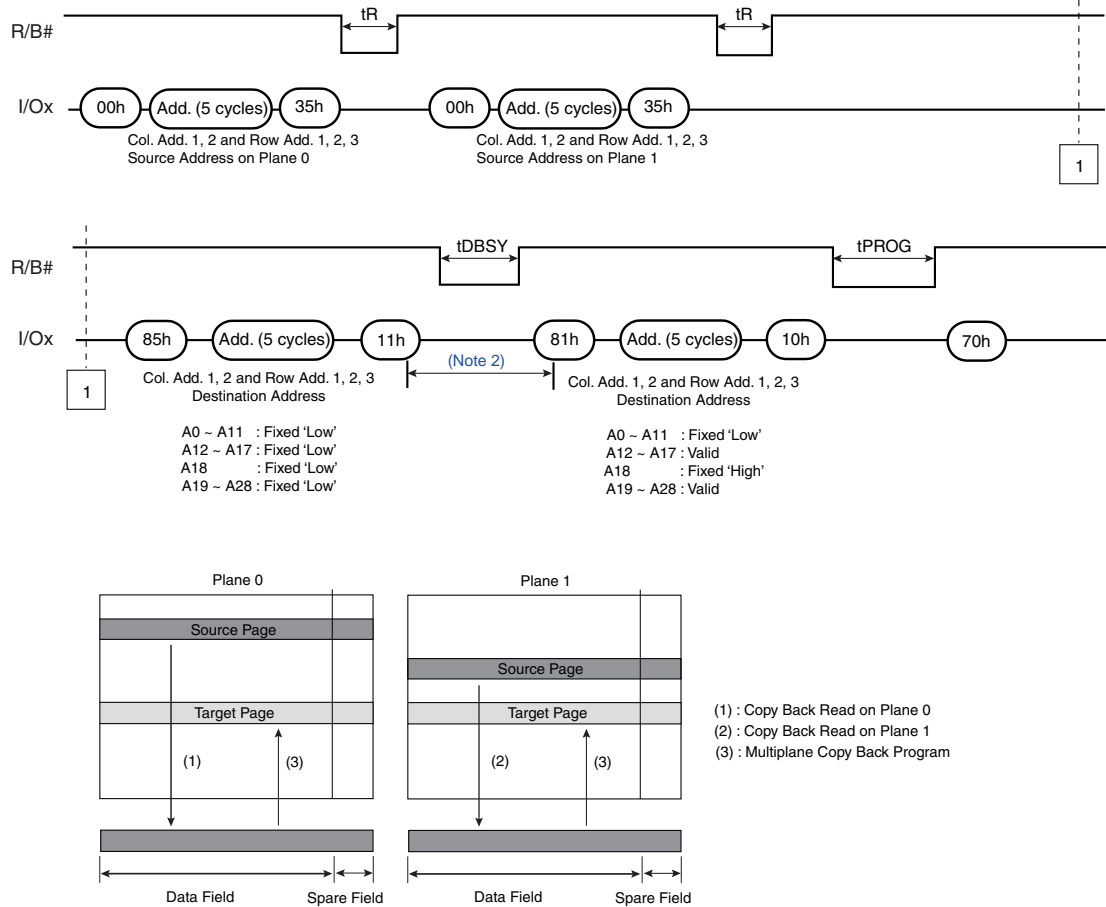 R/B#
tR
tR
I/Ox
00h
Add. (5 cycles)
35h
00h
Add. (5 cycles)
35h
Col. Add. 1, 2 and Row Add. 1, 2, 3
Source Address on Plane 0
Col. Add. 1, 2 and Row Add. 1, 2, 3
Source Address on Plane 1
1
R/B#
tDBSY
tPROG
I/Ox
85h
Add. (5 cycles)
11h
(Note 2)
81h
Add. (5 cycles)
10h
70h
1
Col. Add. 1, 2 and Row Add. 1, 2, 3
Destination Address
Col. Add. 1, 2 and Row Add. 1, 2, 3
Destination Address
A0 ~ A11 : Fixed ‘Low’
A12 ~ A17 : Fixed ‘Low’
A18 : Fixed ‘Low’
A19 ~ A28 : Fixed ‘Low’
A0 ~ A11 : Fixed ‘Low’
A12 ~ A17 : Valid
A18 : Fixed ‘High’
A19 ~ A28 : Valid
Plane 0
Source Page
Target Page
(1)
(3)
Data Field
Spare Field
Plane 1
Source Page
Target Page
(2)
(3)
Data Field
Spare Field
(1) : Copy Back Read on Plane 0
(2) : Copy Back Read on Plane 1
(3) : Multiplane Copy Back Program